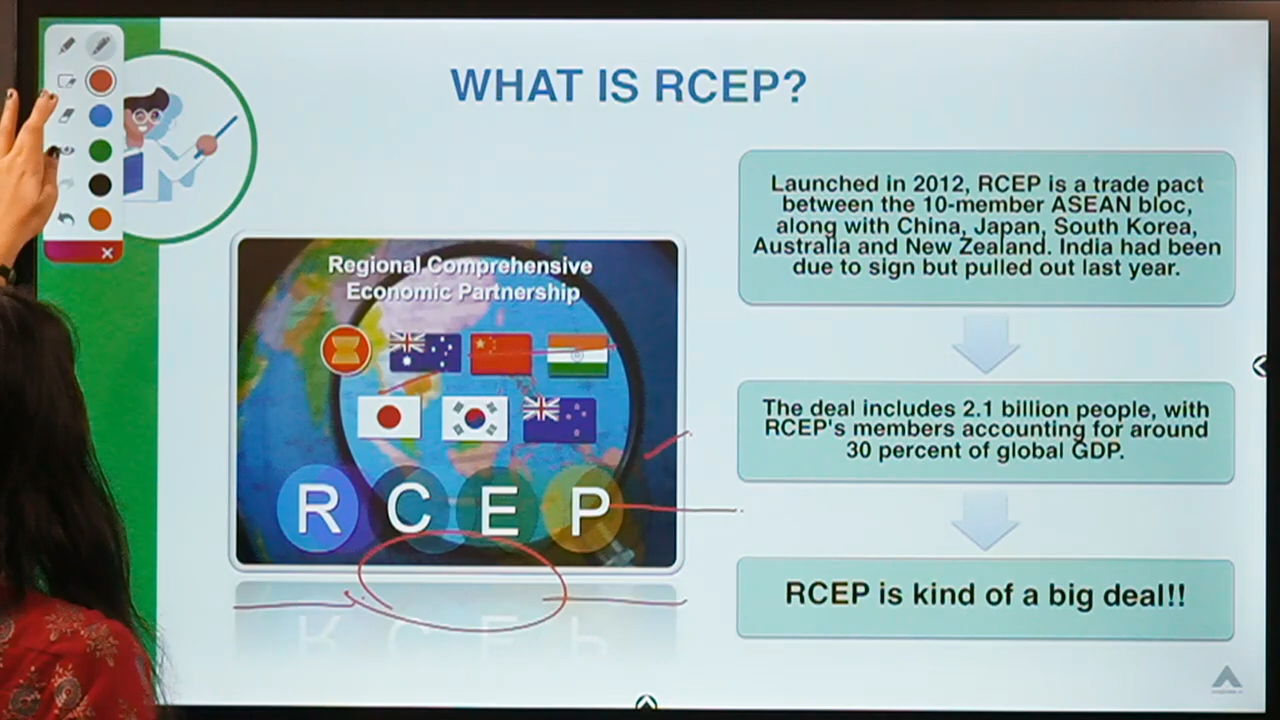 WHAT IS RCEP?
Regional Comprehensive
Economic Partnership
R C E P
Launched in 2012, RCEP is a trade pact
between the 10-member ASEAN bloc,
along with China, Japan, South Korea,
Australia and New Zealand. India had been
due to sign but pulled out last year.
The deal includes 2.1 billion people, with
RCEP's members accounting for around
30 percent of global GDP.
RCEP is kind of a big deal!!